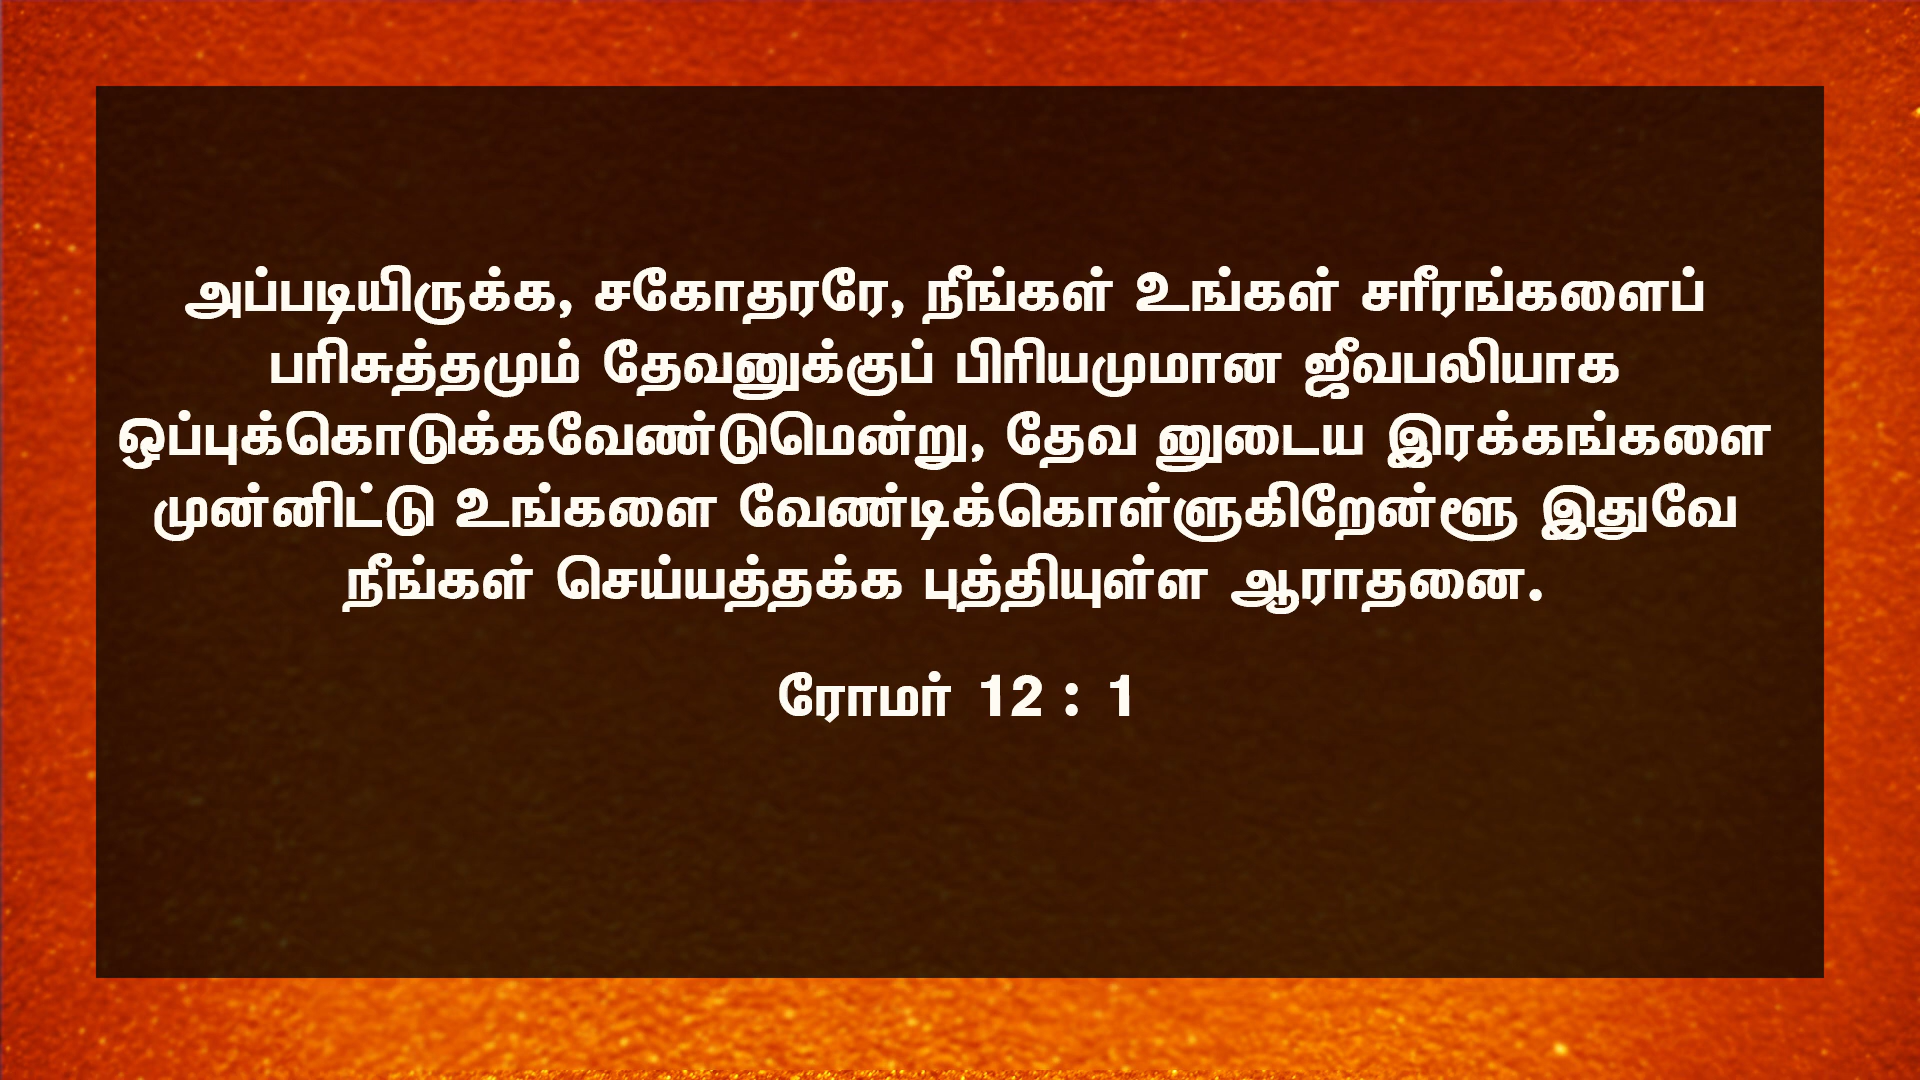 அப்படியிருக்க, சகோதரரே, நீங்கள் உங்கள் சரீரங்களைப்
பரிசுத்தமும் தேவனுக்குப் பிரியமுமான ஜீவபலியாக
ஒப்புக்கொடுக்கவேண்டுமென்று, தேவ னுடைய இரக்கங்களை
முன்னிட்டு உங்களை வேண்டிக்கொள்ளுகிறேன்ளூ இதுவே
நீங்கள் செய்யத்தக்க புத்தியுள்ள ஆராதனை.
ரோமர் 12 : 1